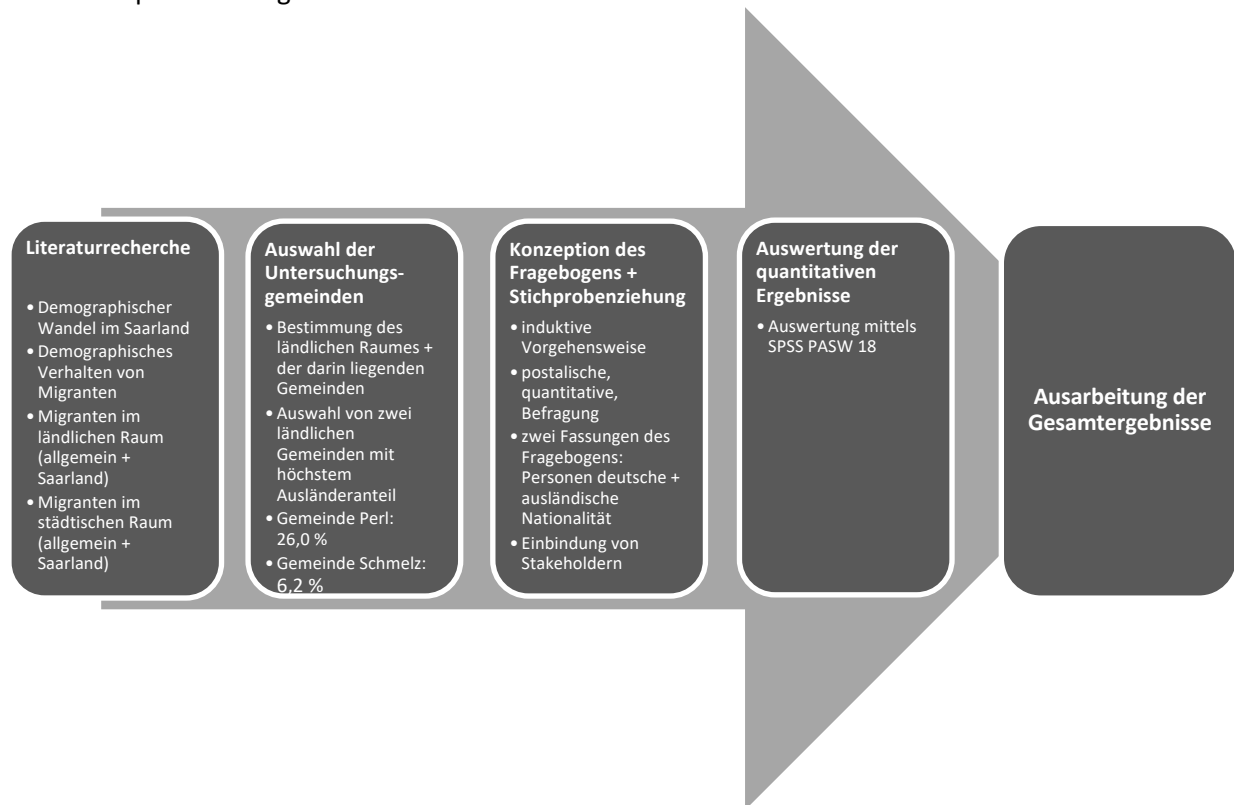 Literaturrecherche
• Demographischer
Wandel im Saarland
• Demographisches
Verhalten von
Migranten
• Migranten im
ländlichen Raum
(allgemein +
Saarland)
• Migranten im
städtischen Raum
(allgemein +
Saarland)
Auswahl der
Untersuchungs-
gemeinden
• Bestimmung des
ländlichen Raumes +
der darin liegenden
Gemeinden
• Auswahl von zwei
ländlichen
Gemeinden mit
höchstem
Ausländeranteil
• Gemeinde Perl:
26,0 %
• Gemeinde Schmelz:
6,2 %
Konzeption des
Fragebogens +
Stichprobenziehung
• induktive
Vorgehensweise
• postalische,
quantitative,
Befragung
• zwei Fassungen des
Fragebogens:
Personen deutsche +
ausländische
Nationalität
• Einbindung von
Stakeholdern
Auswertung der
quantitativen
Ergebnisse
• Auswertung mittels
SPSS PASW 18
Ausarbeitung der
Gesamtergebnisse